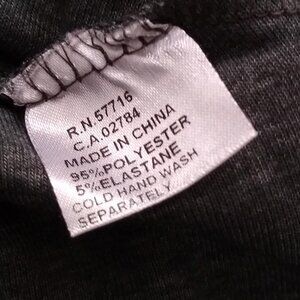 R.N.57716
C.A.02784
MADE IN CHINA
95%POLYESTER
5%ELASTANE
COLD HAND WASH
SEPARATELY